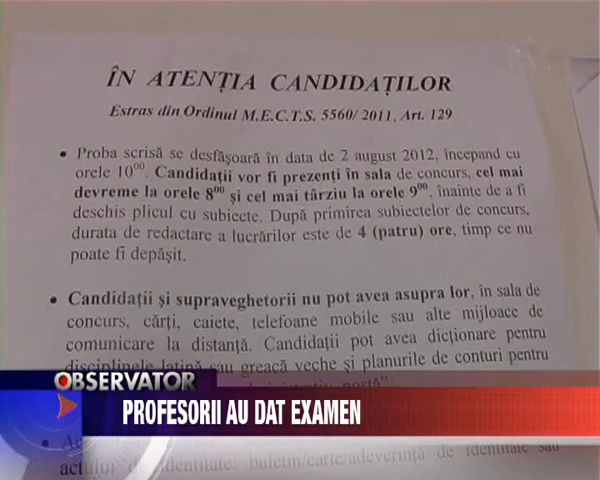 ÎN ATENȚIA CANDIDAȚILOR
Estras din Ordinul M.E.C.T.S. 5560/ 2011, Art. 129
• Proba scrisă se desfășoară în data de 2 august 2012, începand cu
orele 10⁰⁰. Candidații vor fi prezenți în sala de concurs, cel mai
devreme la orele 8⁰⁰ și cel mai târziu la orele 9⁰⁰, înainte de a fi
deschis plicul cu subiecte. După primirea subiectelor de concurs,
durata de redactare a lucrărilor este de 4 (patru) ore, timp ce nu
poate fi depășit.
• Candidații și supraveghetorii nu pot avea asupra lor, în sala de
concurs, cărți, caiete, telefoane mobile sau alte mijloace de
comunicare la distanță. Candidații pot avea dicționare pentru
disciplinele latină sau greacă veche și planurile de conturi pentru
OBSERVATOR
PROFESORII AU DAT EXAMEN
de identitate: buletin/carte/adeverință de identitate sau